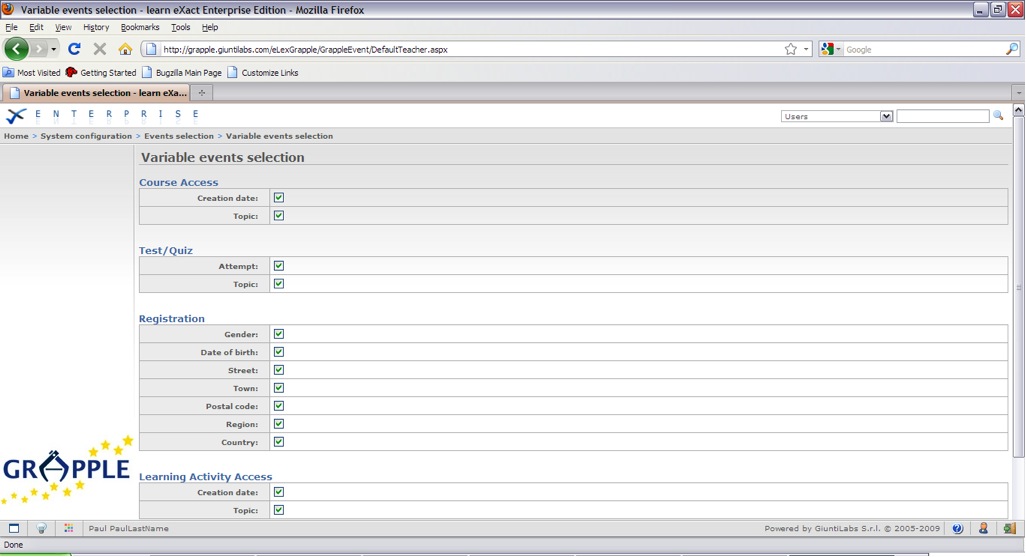 Variable events selection - learn eXact Enterprise Edition - Mozilla Firefox
File Edit View History Bookmarks Tools Help
http://grapple.giuntilabs.com/eLexGrapple/GrappleEvent/DefaultTeacher.aspx
Google
Most Visited Getting Started Bugzilla Main Page Customize Links
Variable events selection - learn eXa...
ENTERPRISE
Users
Home > System configuration > Events selection > Variable events selection
Variable events selection
Course Access
Creation date:
Topic:
Test/Quiz
Attempt:
Topic:
Registration
Gender:
Date of birth:
Street:
Town:
Postal code:
Region:
Country:
GRAPPLE
Learning Activity Access
Creation date:
Topic:
Paul PaulLastName
Powered by GiuntiLabs S.r.l. © 2005-2009
Done